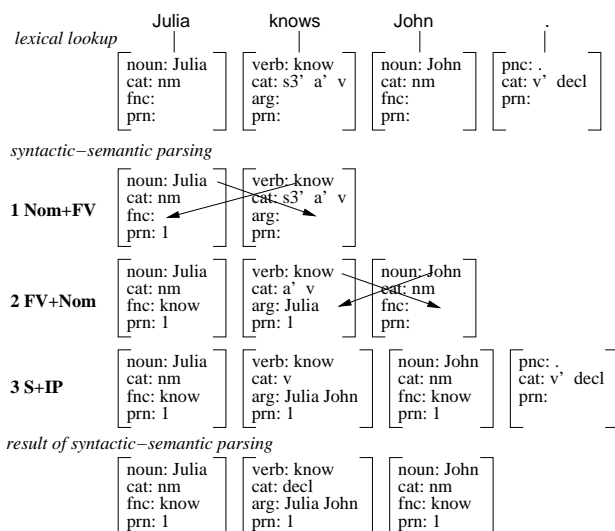 Julia knows John .
lexical lookup
noun: Julia verb: know noun: John pnc: .
cat: nm cat: s3’ a’ v cat: nm cat: v’ decl
fnc: arg: fnc: prn:
prn: prn: prn:
syntactic−semantic parsing
noun: Julia verb: know
cat: nm cat: s3’ a’ v
1 Nom+FV
fnc: arg:
prn: 1 prn:
noun: Julia verb: know noun: John
cat: nm cat: a’ v cat: nm
2 FV+Nom
fnc: know arg: Julia fnc:
prn: 1 prn: 1 prn:
noun: Julia verb: know noun: John pnc: .
cat: nm cat: v cat: nm cat: v’ decl
3 S+IP
fnc: know arg: Julia John fnc: know prn:
prn: 1 prn: 1 prn: 1
result of syntactic−semantic parsing
noun: Julia verb: know noun: John
cat: nm cat: decl cat: nm
fnc: know arg: Julia John fnc: know
prn: 1 prn: 1 prn: 1